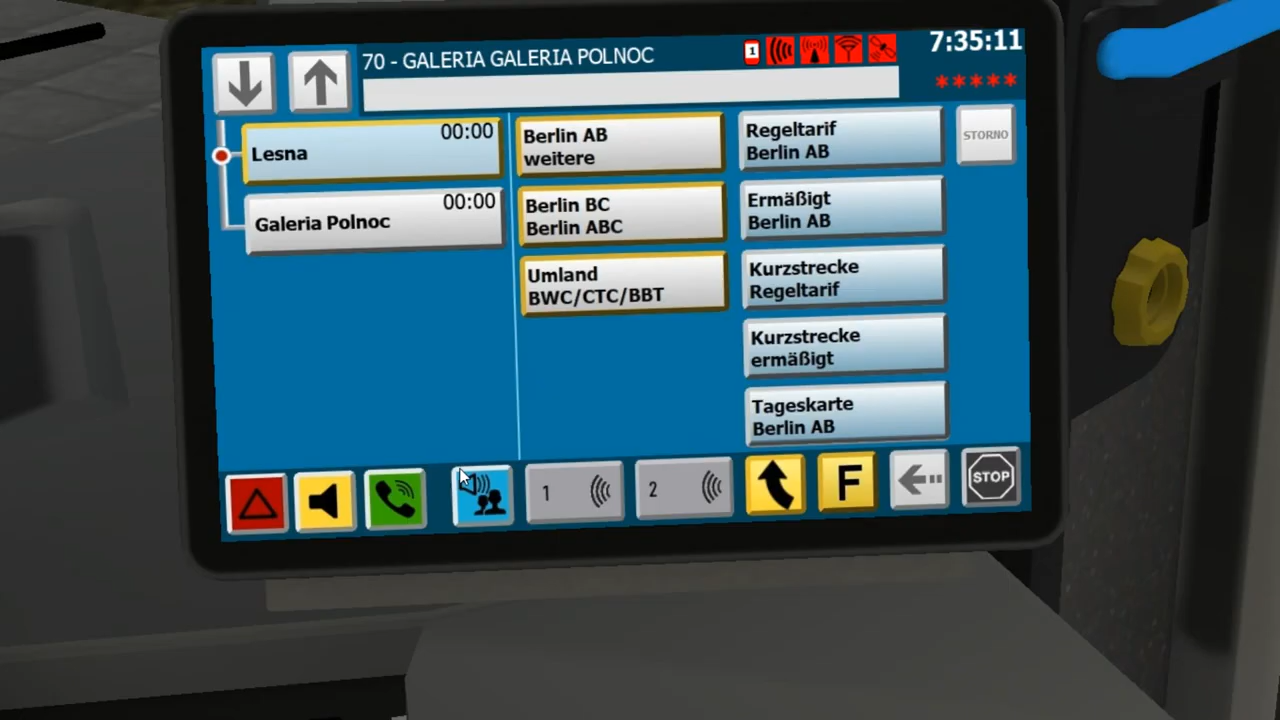 70 - GALERIA GALERIA POLNOC
1
7:35:11
*****
00:00
Lesna
00:00
Galeria Polnoc
Berlin AB
weitere
Berlin BC
Berlin ABC
Umland
BWC/CTC/BBT
Regeltarif
Berlin AB
Ermäßigt
Berlin AB
Kurzstrecke
Regeltarif
Kurzstrecke
ermäßigt
Tageskarte
Berlin AB
STORNO
1
2
F
STOP